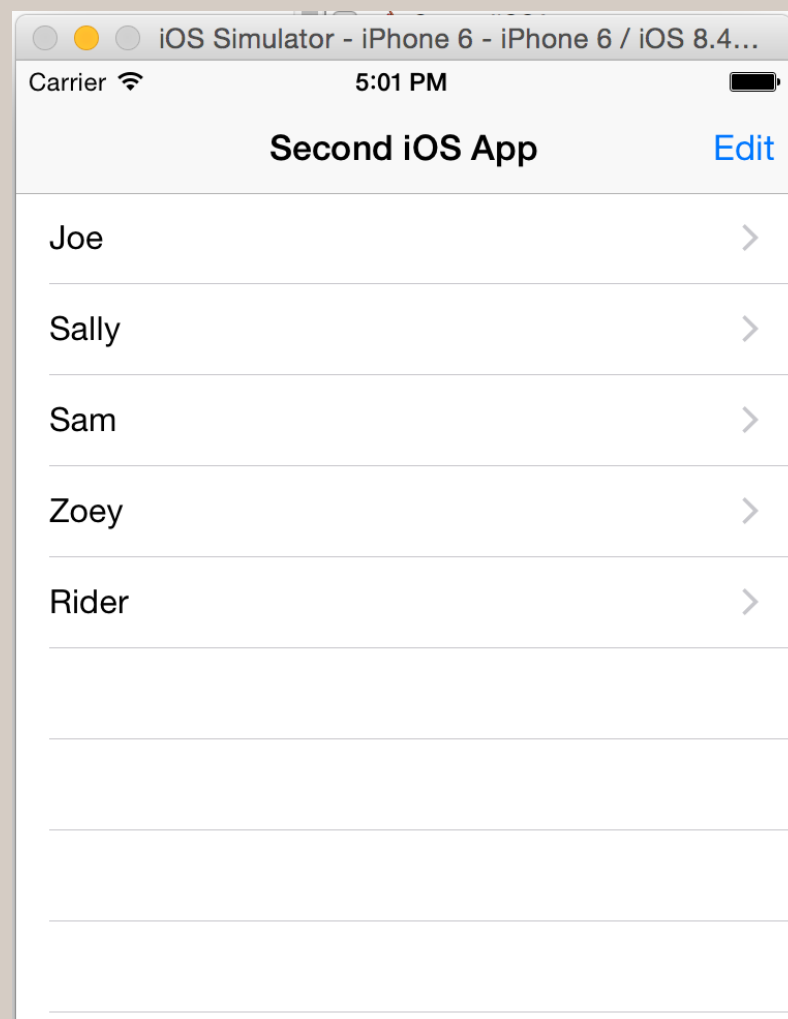 iOS Simulator - iPhone 6 - iPhone 6 / iOS 8.4...
Carrier 5:01 PM
Second iOS App Edit
Joe
Sally
Sam
Zoey
Rider